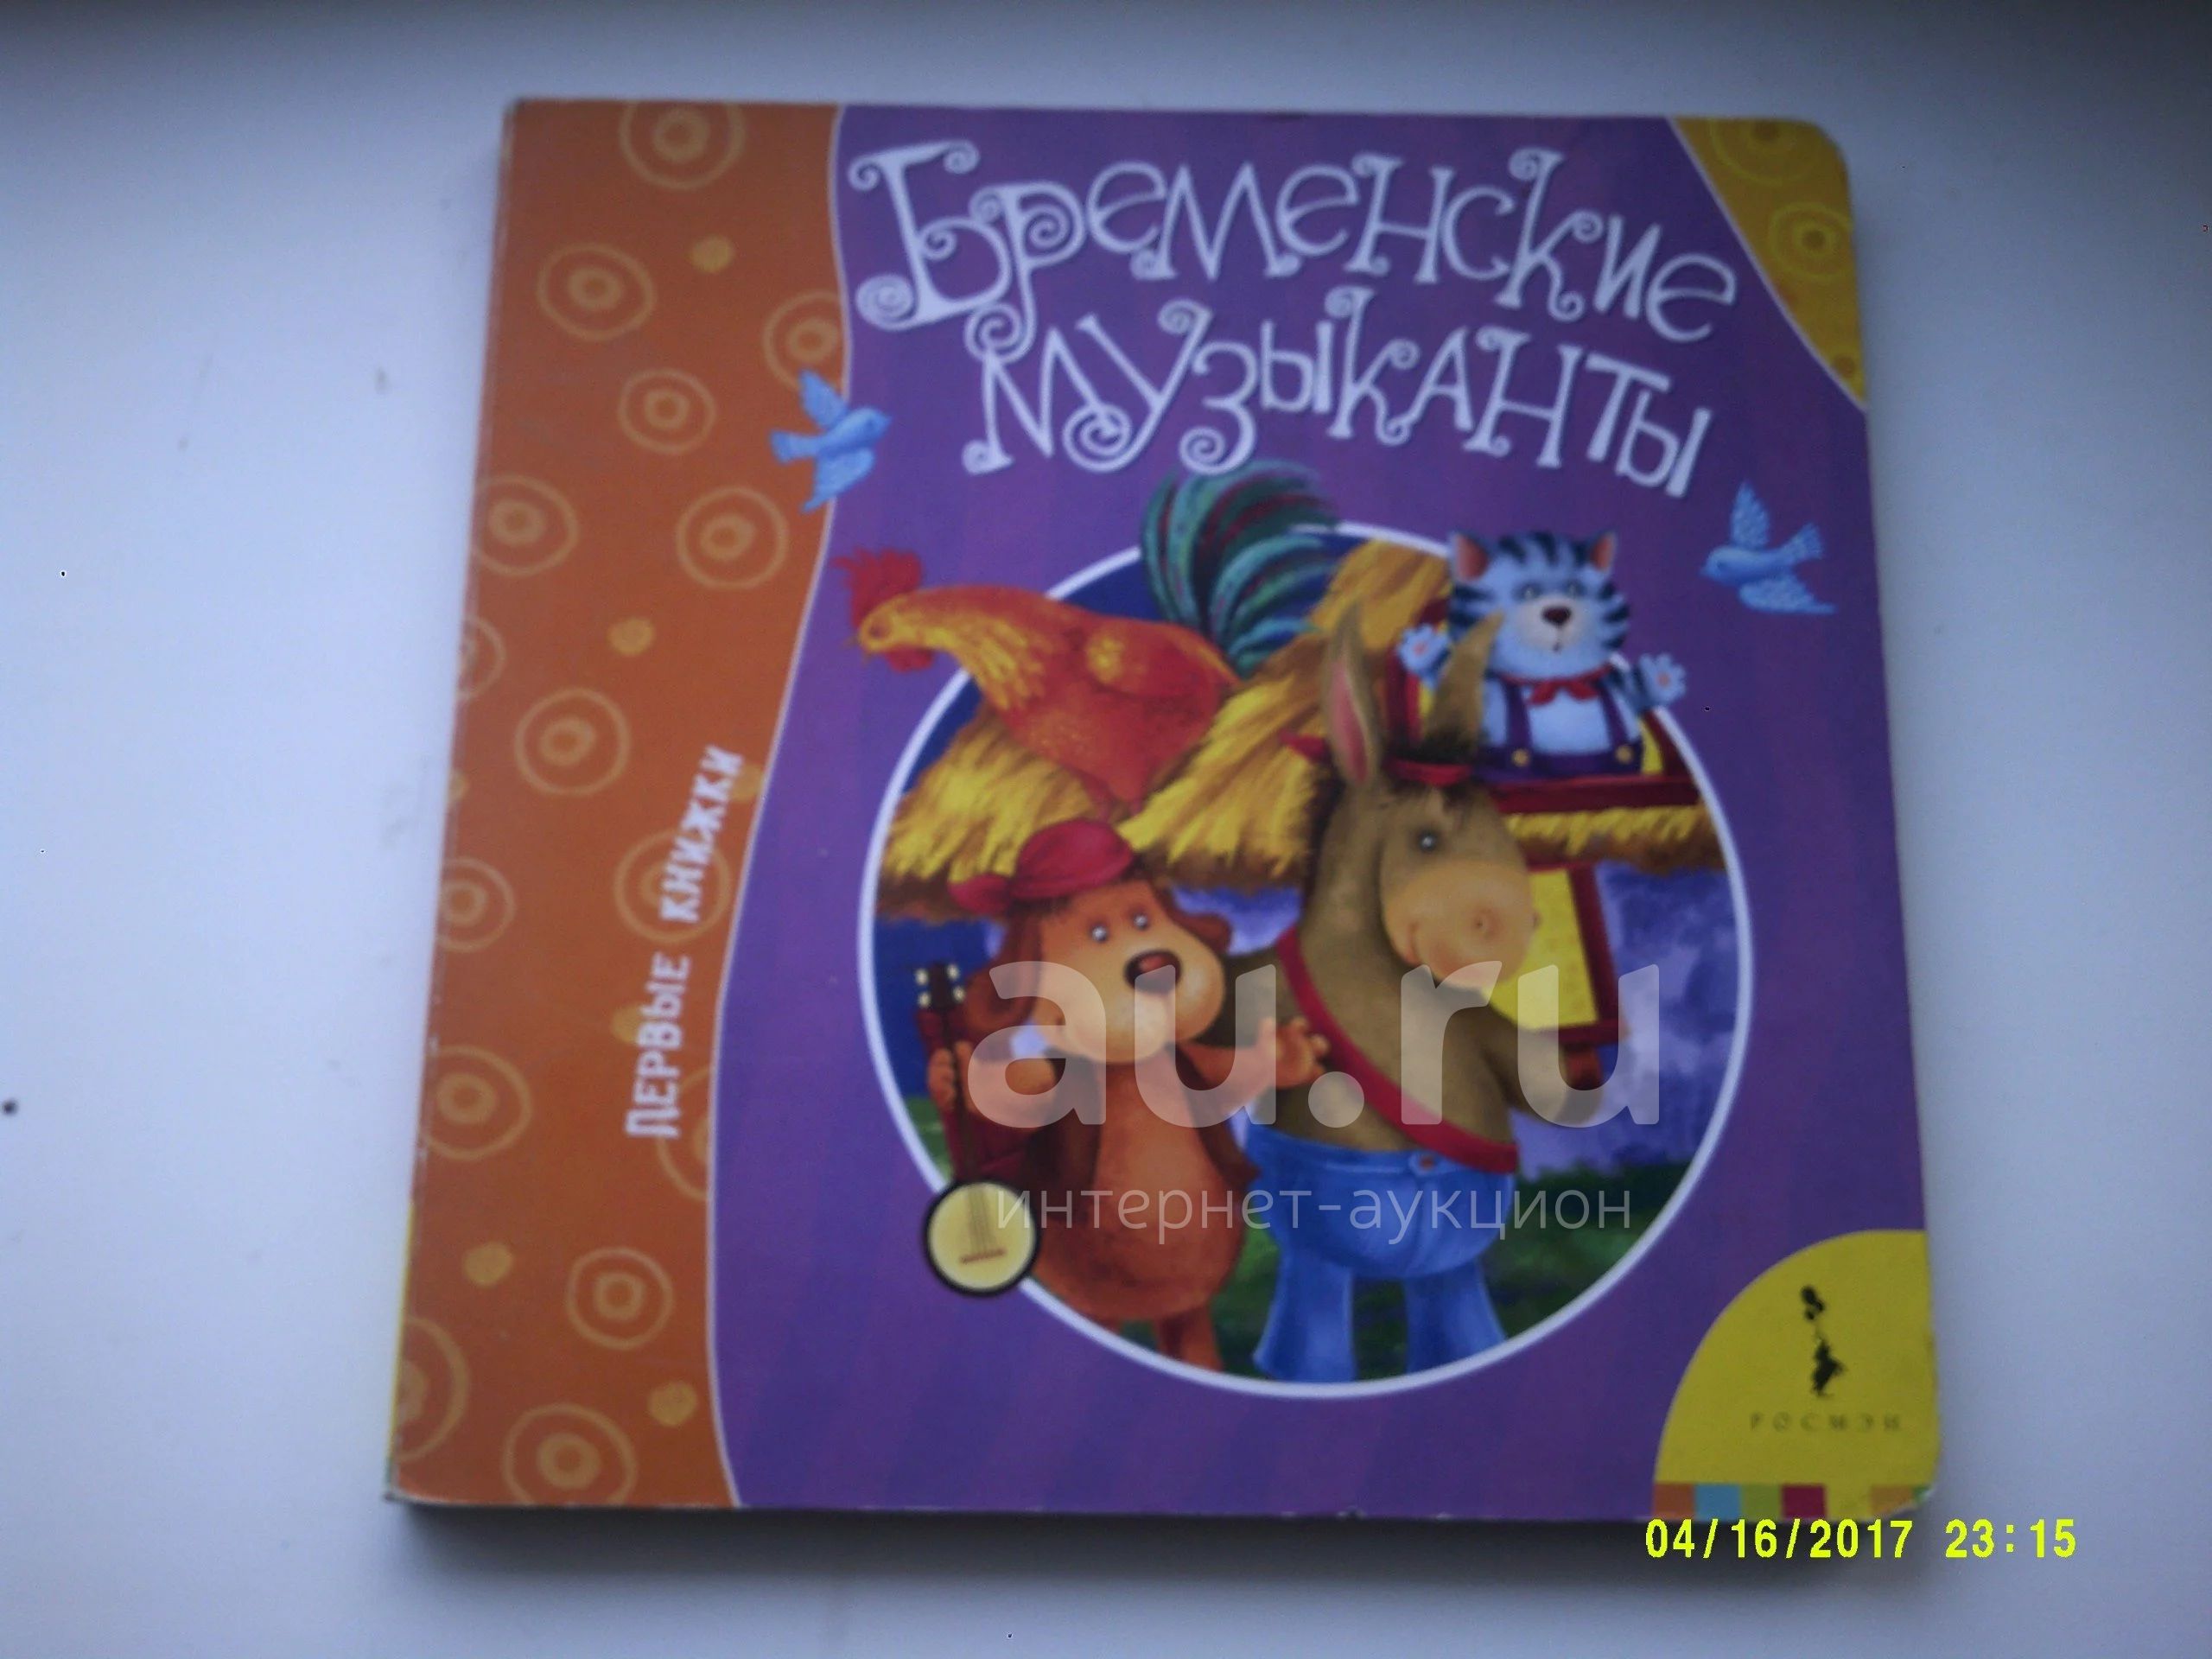 Бременские
музыканты
Первые книжки
au.ru
интернет-аукцион
РОСМЭН
04/16/2017 23:15